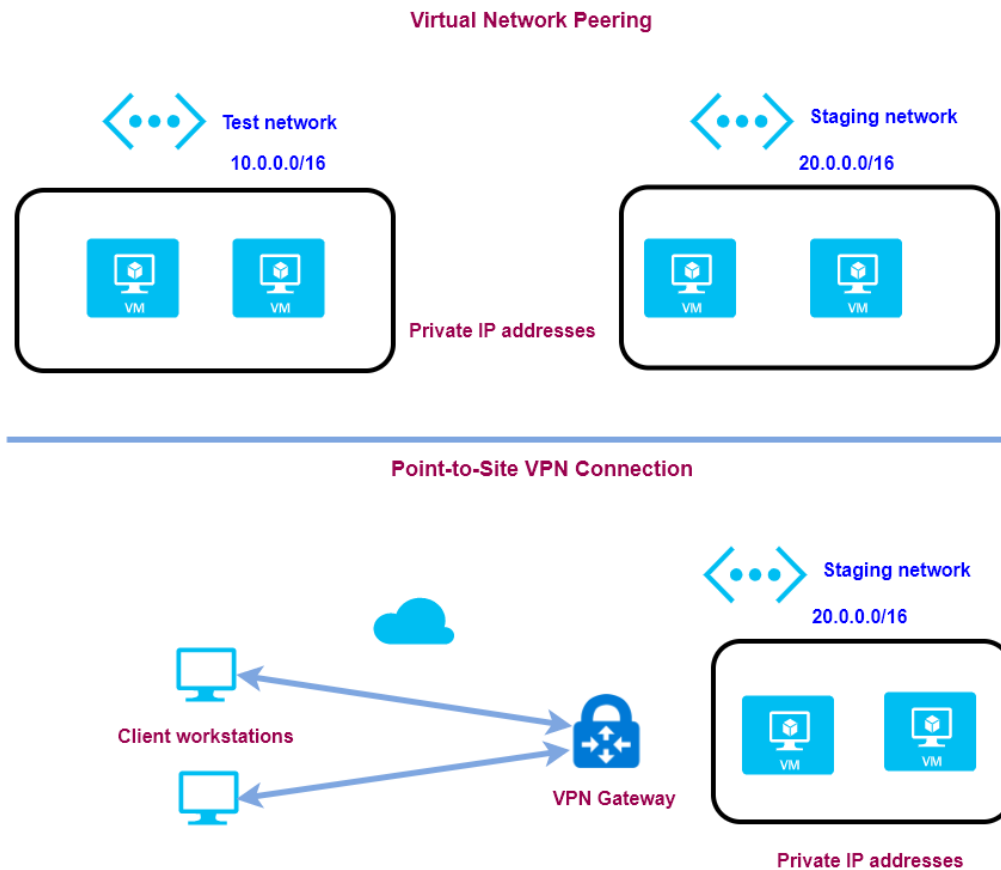 Virtual Network Peering
Test network
10.0.0.0/16
Staging network
20.0.0.0/16
VM
VM
VM
VM
Private IP addresses
Point-to-Site VPN Connection
Staging network
20.0.0.0/16
Client workstations
VPN Gateway
VM
VM
Private IP addresses